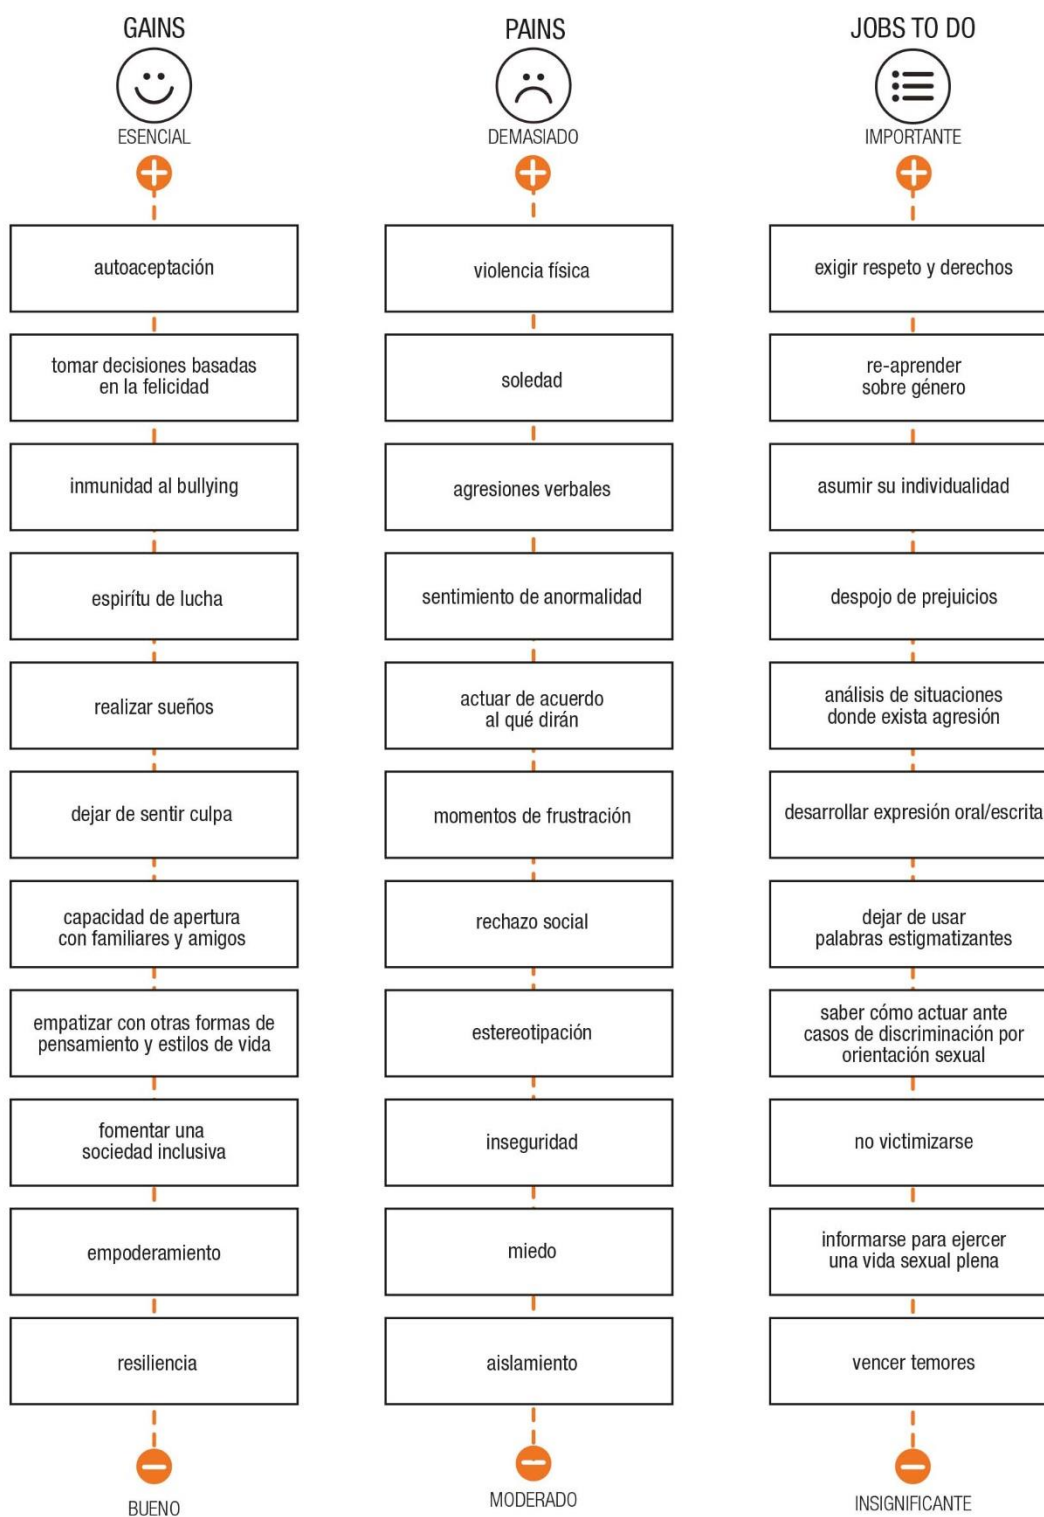 GAINS
ESENCIAL
autoaceptación
tomar decisiones basadas
en la felicidad
inmunidad al bullying
espirítu de lucha
realizar sueños
dejar de sentir culpa
capacidad de apertura
con familiares y amigos
empatizar con otras formas de
pensamiento y estilos de vida
fomentar una
sociedad inclusiva
empoderamiento
resiliencia
BUENO
PAINS
DEMASIADO
violencia física
soledad
agresiones verbales
sentimiento de anormalidad
actuar de acuerdo
al qué dirán
momentos de frustración
rechazo social
estereotipación
inseguridad
miedo
aislamiento
MODERADO
JOBS TO DO
IMPORTANTE
exigir respeto y derechos
re-aprender
sobre género
asumir su individualidad
despojo de prejuicios
análisis de situaciones
donde exista agresión
desarrollar expresión oral/escrita
dejar de usar
palabras estigmatizantes
saber cómo actuar ante
casos de discriminación por
orientación sexual
no victimizarse
informarse para ejercer
una vida sexual plena
vencer temores
INSIGNIFICANTE